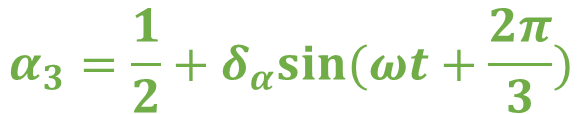 α₃ = 1/2 + δ_α sin(ωt + 2π/3)